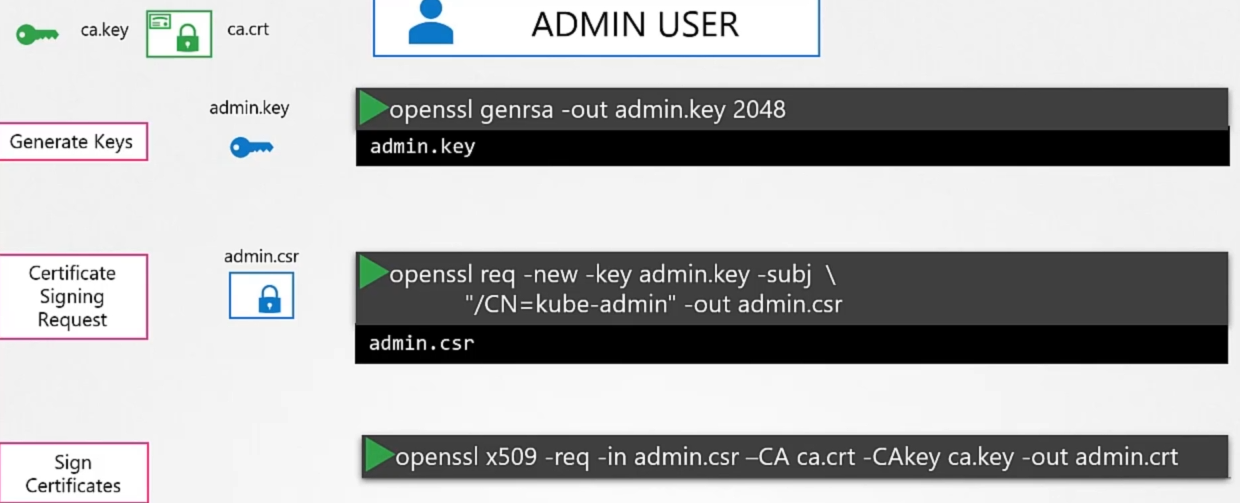 ca.key
ca.crt
ADMIN USER
admin.key
Generate Keys
openssl genrsa -out admin.key 2048
admin.key
admin.csr
Certificate
Signing
Request
openssl req -new -key admin.key -subj \
"/CN=kube-admin" -out admin.csr
admin.csr
Sign
Certificates
openssl x509 -req -in admin.csr –CA ca.crt -CAkey ca.key -out admin.crt